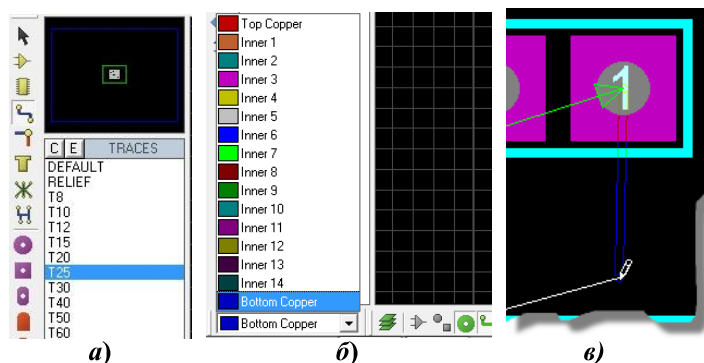 C E TRACES
DEFAULT
RELIEF
T8
T10
T12
T15
T20
T25
T30
T40
T50
T60
а)
Top Copper
Inner 1
Inner 2
Inner 3
Inner 4
Inner 5
Inner 6
Inner 7
Inner 8
Inner 9
Inner 10
Inner 11
Inner 12
Inner 13
Inner 14
Bottom Copper
Bottom Copper
б)
1
в)